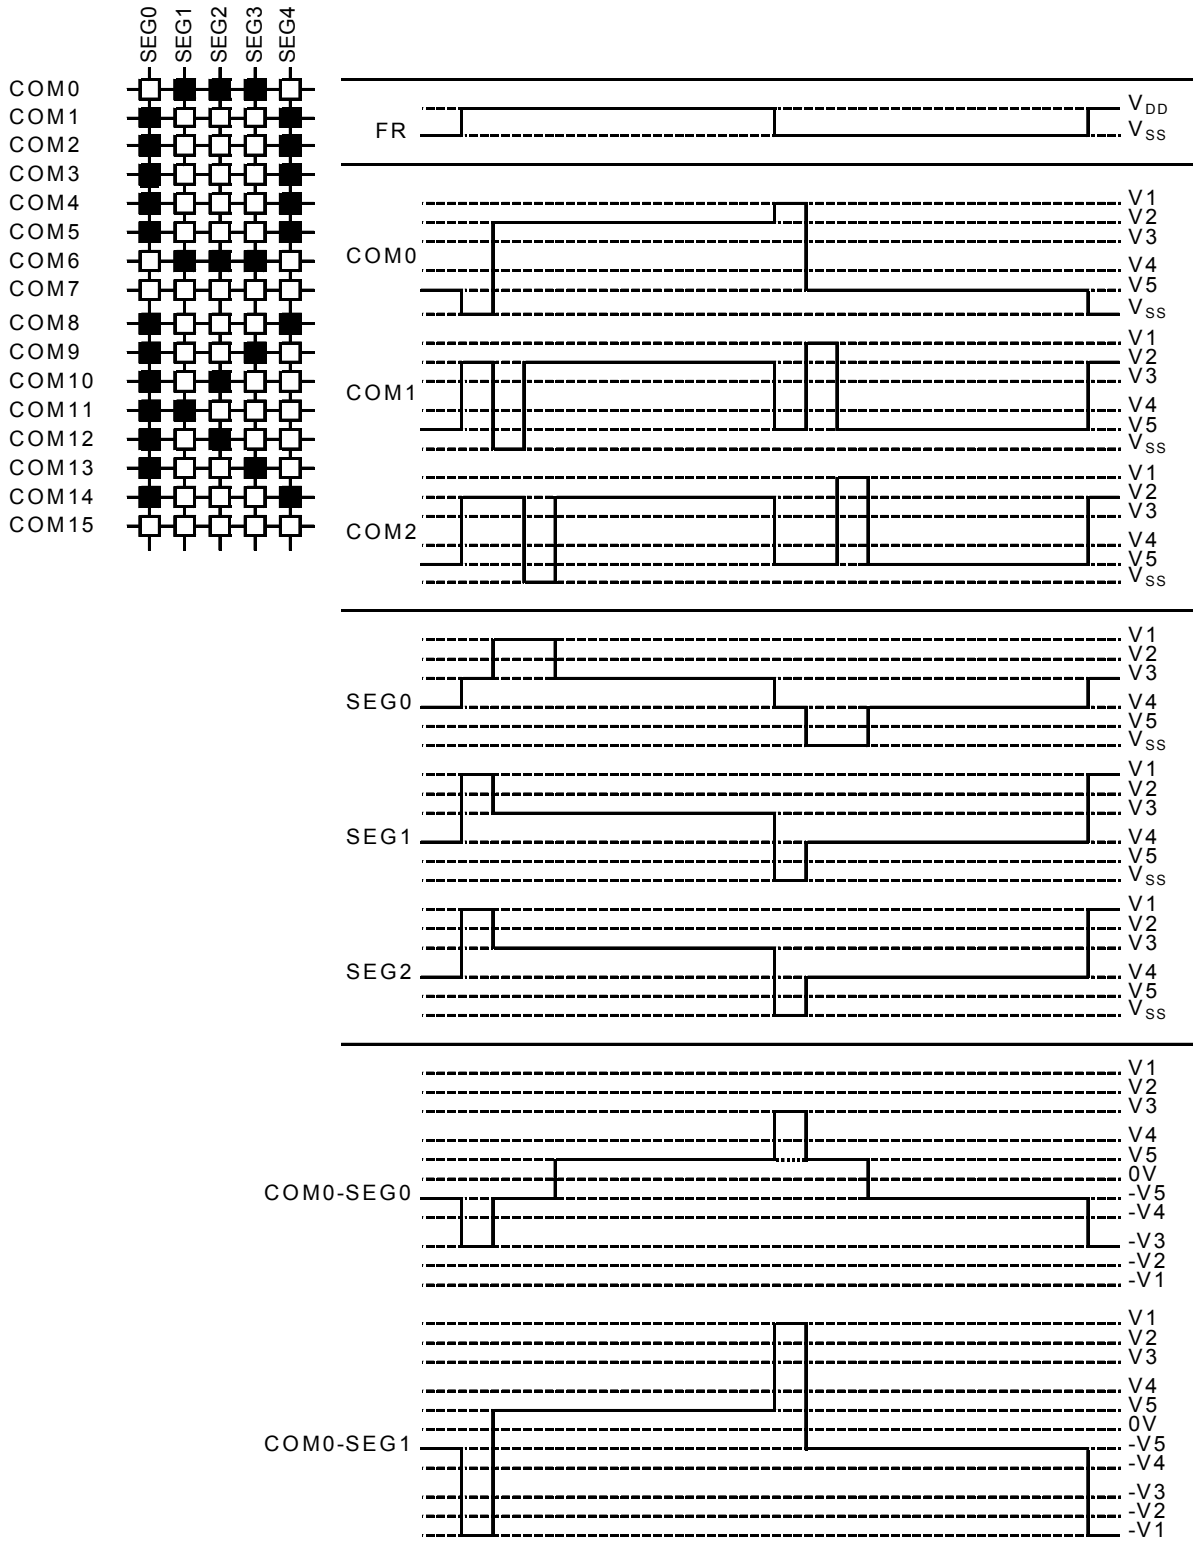 SEG0
SEG1
SEG2
SEG3
SEG4
COM0
COM1
COM2
COM3
COM4
COM5
COM6
COM7
COM8
COM9
COM10
COM11
COM12
COM13
COM14
COM15
FR
VDD
VSS
COM0
V1
V2
V3
V4
V5
VSS
COM1
V1
V2
V3
V4
V5
VSS
COM2
V1
V2
V3
V4
V5
VSS
SEG0
V1
V2
V3
V4
V5
VSS
SEG1
V1
V2
V3
V4
V5
VSS
SEG2
V1
V2
V3
V4
V5
VSS
COM0-SEG0
V1
V2
V3
V4
V5
0V
-V5
-V4
-V3
-V2
-V1
COM0-SEG1
V1
V2
V3
V4
V5
0V
-V5
-V4
-V3
-V2
-V1